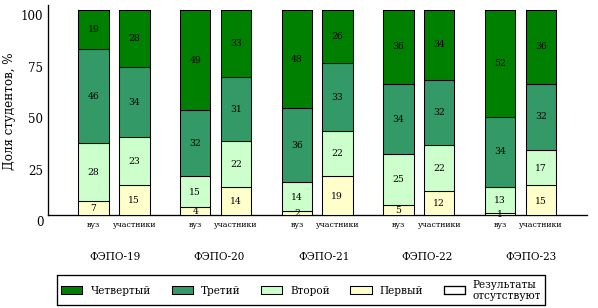 100
75
50
25
0
Доля студентов, %
19 28 49 33 48 26 36 34 52 36
46 34 32 31 36 33 34 32 34 32
28 23 15 22 14 22 25 22 13 17
7 15 4 14 2 19 5 12 1 15
вуз участники вуз участники вуз участники вуз участники вуз участники
ФЭПО-19 ФЭПО-20 ФЭПО-21 ФЭПО-22 ФЭПО-23
Четвертый Третий Второй Первый Результаты
отсутствуют